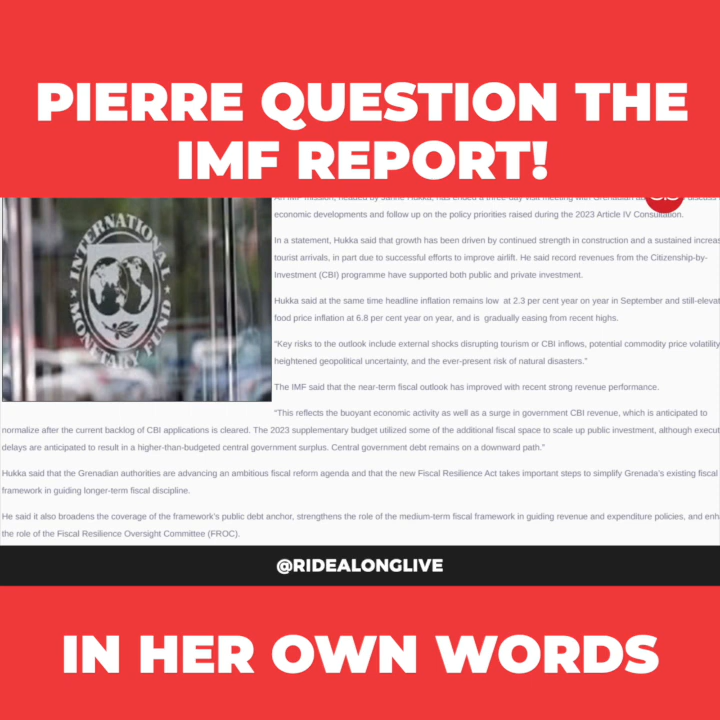 PIERRE QUESTION THE
IMF REPORT!
INTERNATIONAL MONETARY FUND
economic developments and follow up on the policy priorities raised during the 2023 Article IV Consultation.
In a statement, Hukka said that growth has been driven by continued strength in construction and a sustained increas
tourist arrivals, in part due to successful efforts to improve airlift. He said record revenues from the Citizenship-by-
Investment (CBI) programme have supported both public and private investment.
Hukka said at the same time headline inflation remains low at 2.3 per cent year on year in September and still-elevat
food price inflation at 6.8 per cent year on year, and is gradually easing from recent highs.
"Key risks to the outlook include external shocks disrupting tourism or CBI inflows, potential commodity price volatility
heightened geopolitical uncertainty, and the ever-present risk of natural disasters."
The IMF said that the near-term fiscal outlook has improved with recent strong revenue performance.
"This reflects the buoyant economic activity as well as a surge in government CBI revenue, which is anticipated to
normalize after the current backlog of CBI applications is cleared. The 2023 supplementary budget utilized some of the additional fiscal space to scale up public investment, although execut
delays are anticipated to result in a higher-than-budgeted central government surplus. Central government debt remains on a downward path."
Hukka said that the Grenadian authorities are advancing an ambitious fiscal reform agenda and that the new Fiscal Resilience Act takes important steps to simplify Grenada's existing fiscal
framework in guiding longer-term fiscal discipline.
He said it also broadens the coverage of the framework's public debt anchor, strengthens the role of the medium-term fiscal framework in guiding revenue and expenditure policies, and enh
the role of the Fiscal Resilience Oversight Committee (FROC).
@RIDEALONGLIVE
IN HER OWN WORDS